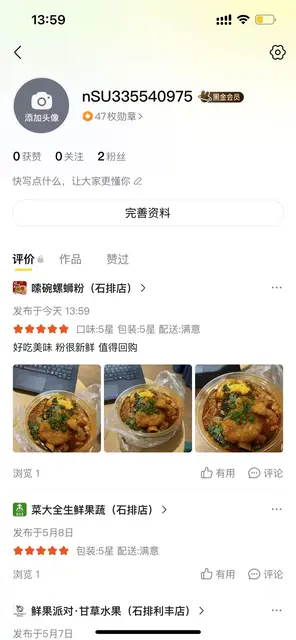 13:59
添加头像
nSU335540975 黑金会员
47枚勋章
0获赞 0关注 2粉丝
快写点什么，让大家更懂你
完善资料
评价 作品 赞过
嗦碗螺蛳粉（石排店）
发布于今天 13:59
口味:5星 包装:5星 配送:满意
好吃美味 粉很新鲜 值得回购
浏览 1 有用 评论
菜大全生鲜果蔬（石排店）
发布于5月8日
包装:5星 配送:满意
浏览 1 有用 评论
鲜果派对·甘草水果（石排利丰店）
发布于5月7日